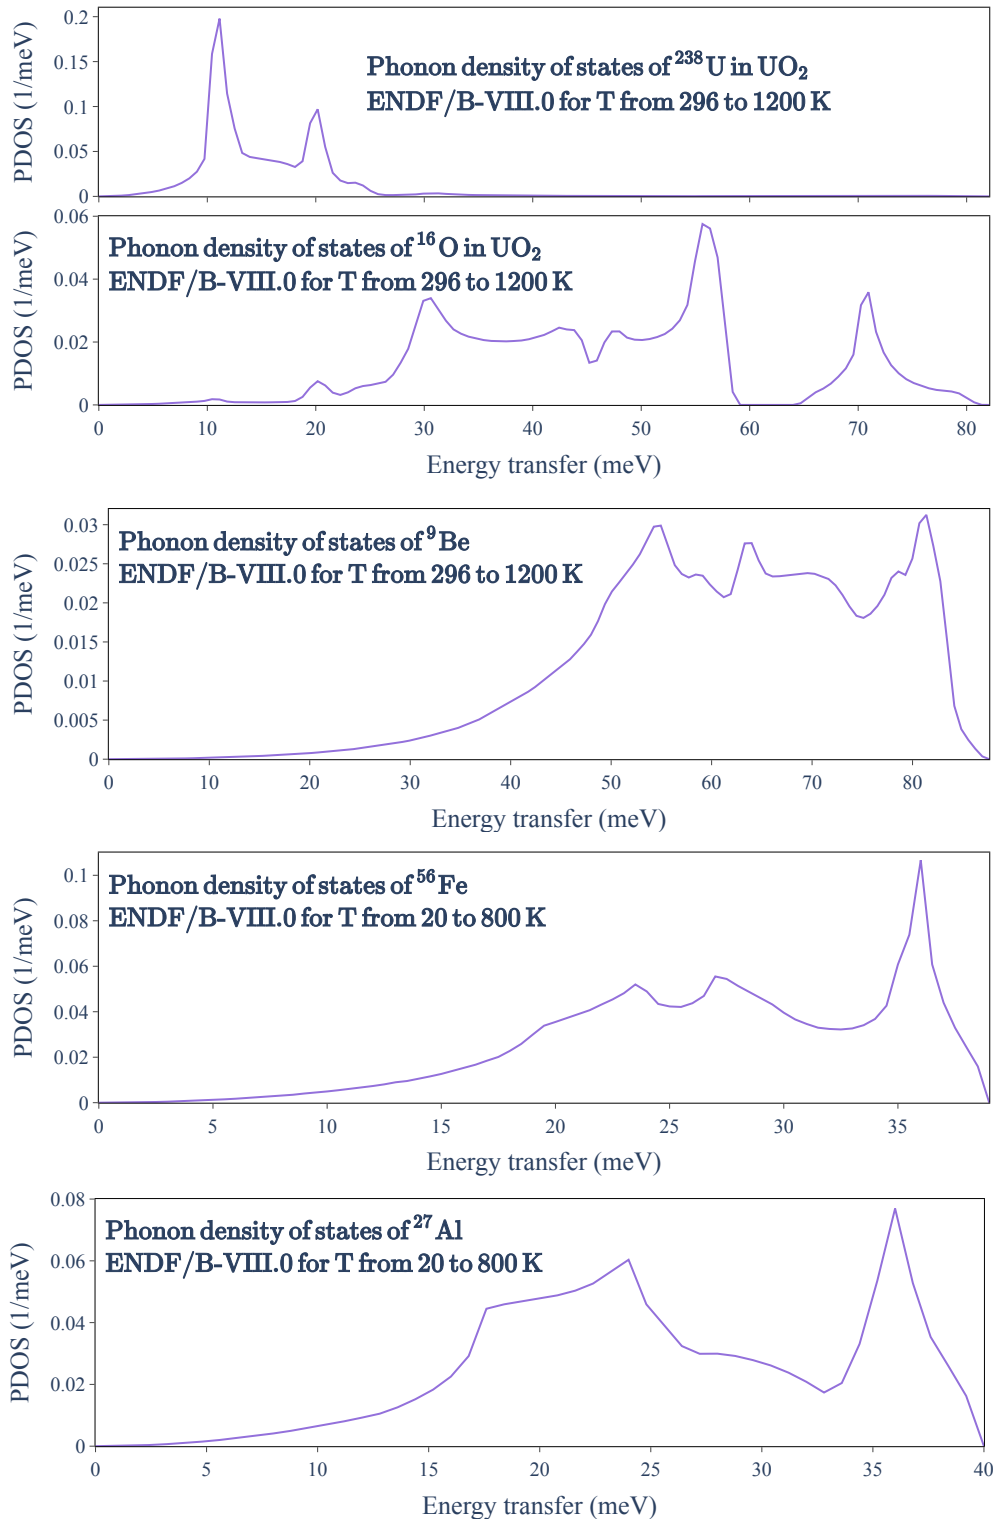 0.2
0.15
0.1
0.05
0
PDOS (1/meV)
Phonon density of states of ²³⁸U in UO₂
ENDF/B-VIII.0 for T from 296 to 1200 K
0.06
0.04
0.02
0
PDOS (1/meV)
Phonon density of states of ¹⁶O in UO₂
ENDF/B-VIII.0 for T from 296 to 1200 K
0 10 20 30 40 50 60 70 80
Energy transfer (meV)
0.03
0.025
0.02
0.015
0.01
0.005
0
PDOS (1/meV)
Phonon density of states of ⁹Be
ENDF/B-VIII.0 for T from 296 to 1200 K
0 10 20 30 40 50 60 70 80
Energy transfer (meV)
0.1
0.08
0.06
0.04
0.02
0
PDOS (1/meV)
Phonon density of states of ⁵⁶Fe
ENDF/B-VIII.0 for T from 20 to 800 K
0 5 10 15 20 25 30 35
Energy transfer (meV)
0.08
0.06
0.04
0.02
0
PDOS (1/meV)
Phonon density of states of ²⁷Al
ENDF/B-VIII.0 for T from 20 to 800 K
0 5 10 15 20 25 30 35 40
Energy transfer (meV)